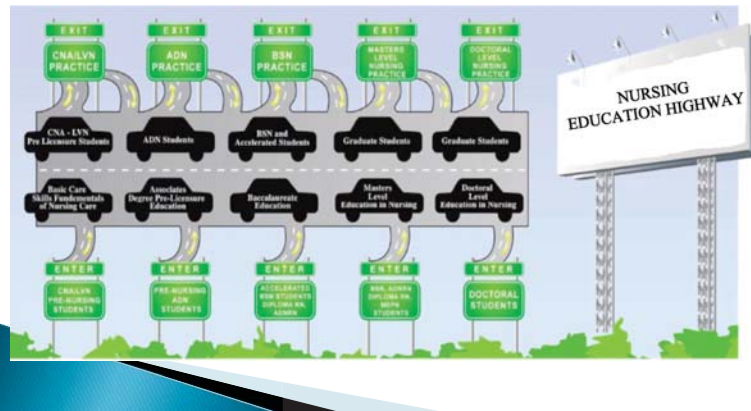 EXIT
CNA/LVN
PRACTICE
EXIT
ADN
PRACTICE
EXIT
BSN
PRACTICE
EXIT
MASTERS
LEVEL
NURSING
PRACTICE
EXIT
DOCTORAL
LEVEL
NURSING
PRACTICE
NURSING
EDUCATION HIGHWAY
CNA - LVN
Pre Licensure Students
ADN Students
BSN and
Accelerated Students
Graduate Students
Graduate Students
Basic Care
Skills Fundamentals
of Nursing Care
Associates
Degree Pre-Licensure
Education
Baccalaureate
Education
Masters
Level
Education in Nursing
Doctoral
Level
Education in Nursing
ENTER
CNA/LVN
PRE-NURSING
STUDENTS
ENTER
PRE-NURSING
ADN
STUDENTS
ENTER
ACCELERATED
BSN STUDENTS
DIPLOMA RN,
ADNRN
ENTER
BSN, ADNRN
DIPLOMA RN,
MEPN
STUDENTS
ENTER
DOCTORAL
STUDENTS